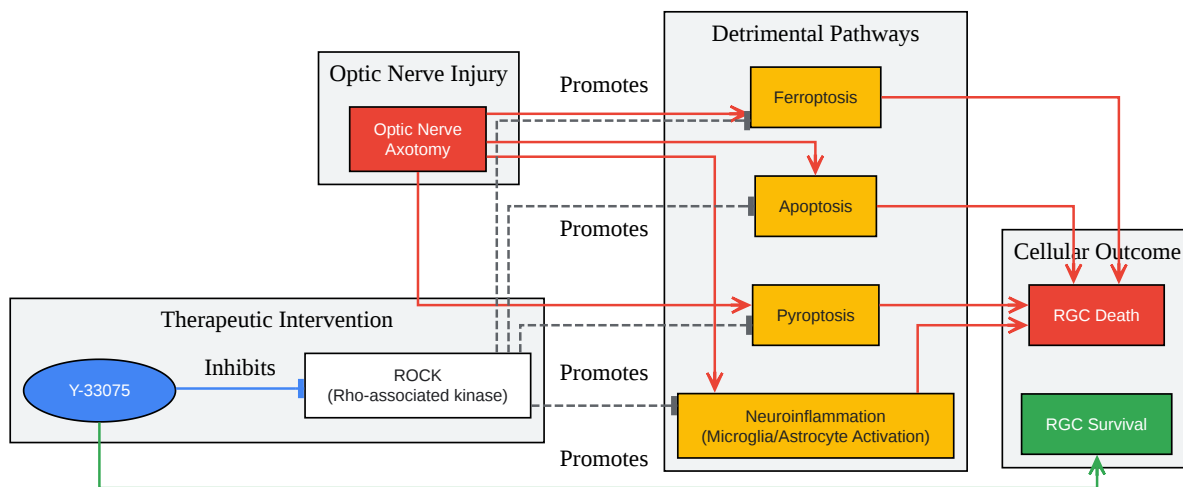 Detrimental Pathways
Optic Nerve Injury
Promotes
Ferroptosis
Optic Nerve
Axotomy
Promotes
Apoptosis
Cellular Outcome
Therapeutic Intervention
Pyroptosis
RGC Death
Inhibits
Promotes
Y-33075
ROCK
(Rho-associated kinase)
Neuroinflammation
(Microglia/Astrocyte Activation)
RGC Survival
Promotes